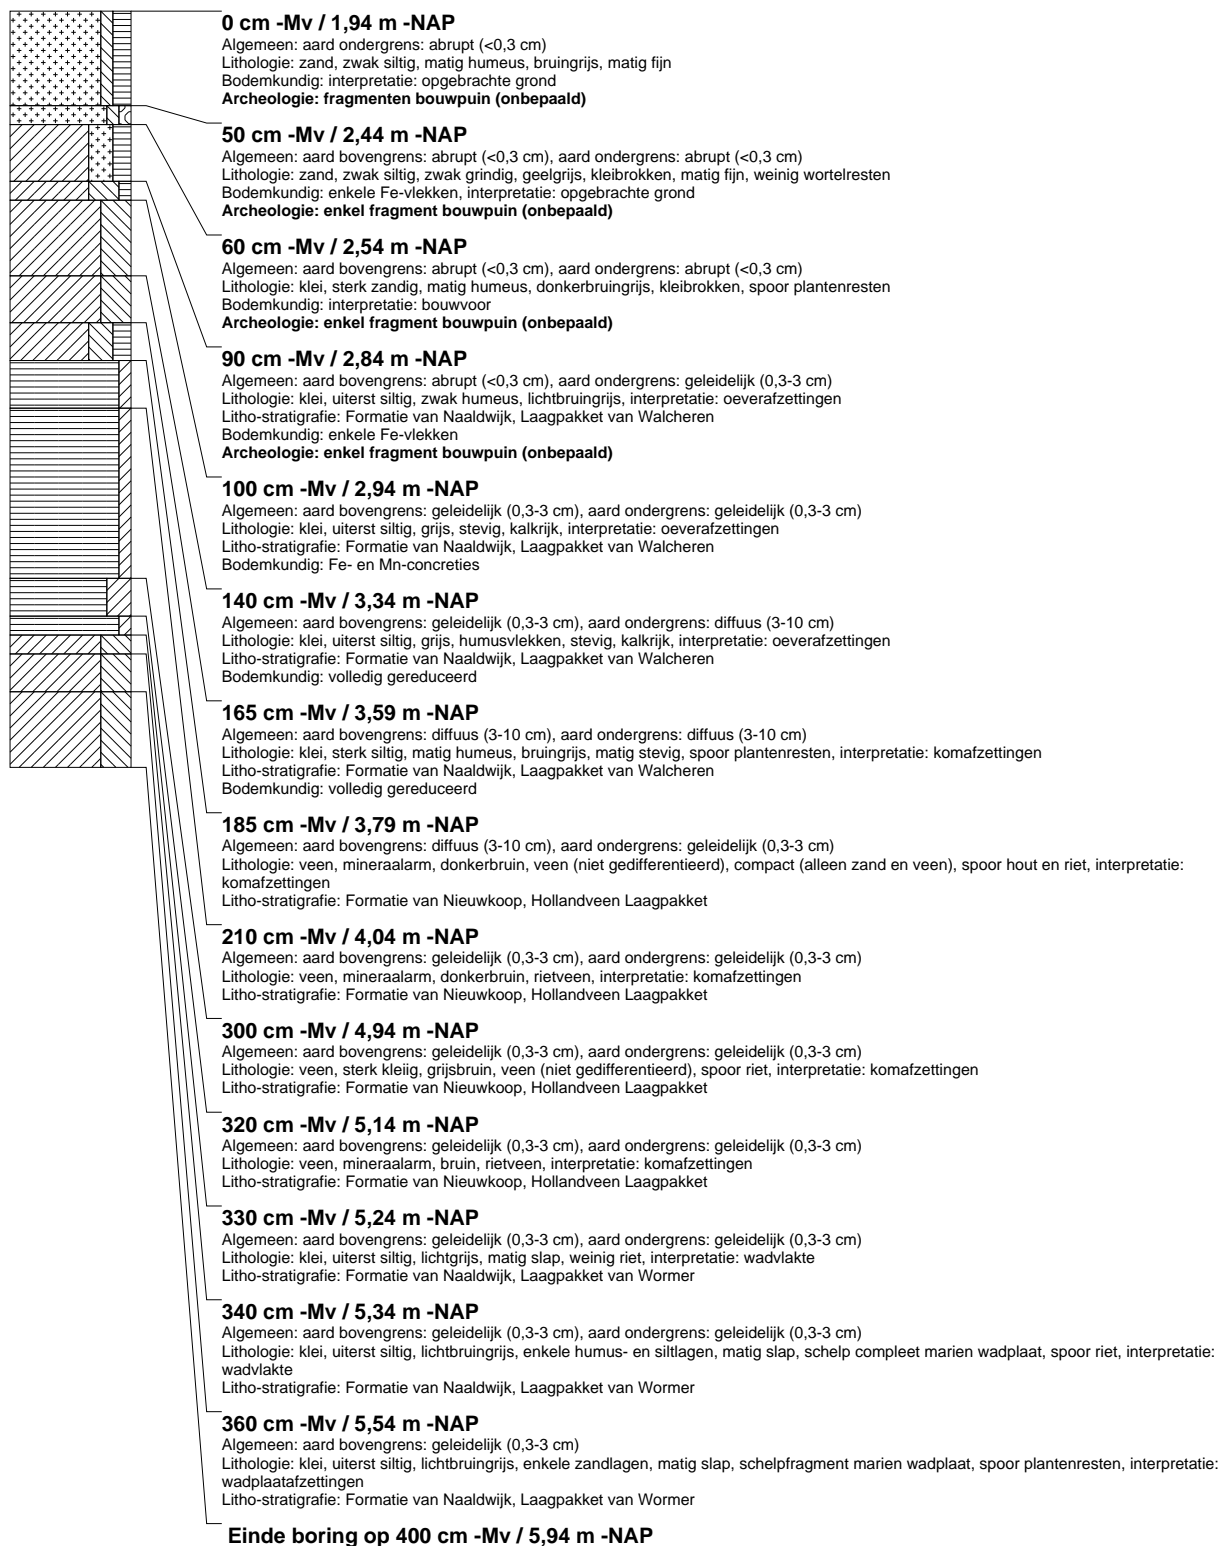 0 cm -Mv / 1,94 m -NAP
Algemeen: aard ondergrens: abrupt (<0,3 cm)
Lithologie: zand, zwak siltig, matig humeus, bruingrijs, matig fijn
Bodemkundig: interpretatie: opgebrachte grond
Archeologie: fragmenten bouwpuin (onbepaald)
50 cm -Mv / 2,44 m -NAP
Algemeen: aard bovengrens: abrupt (<0,3 cm), aard ondergrens: abrupt (<0,3 cm)
Lithologie: zand, zwak siltig, zwak grindig, geelgrijs, kleibrokken, matig fijn, weinig wortelresten
Bodemkundig: enkele Fe-vlekken, interpretatie: opgebrachte grond
Archeologie: enkel fragment bouwpuin (onbepaald)
60 cm -Mv / 2,54 m -NAP
Algemeen: aard bovengrens: abrupt (<0,3 cm), aard ondergrens: abrupt (<0,3 cm)
Lithologie: klei, sterk zandig, matig humeus, donkerbruingrijs, kleibrokken, spoor plantenresten
Bodemkundig: interpretatie: bouwvoor
Archeologie: enkel fragment bouwpuin (onbepaald)
90 cm -Mv / 2,84 m -NAP
Algemeen: aard bovengrens: abrupt (<0,3 cm), aard ondergrens: geleidelijk (0,3-3 cm)
Lithologie: klei, uiterst siltig, zwak humeus, lichtbruingrijs, interpretatie: oeverafzettingen
Litho-stratigrafie: Formatie van Naaldwijk, Laagpakket van Walcheren
Bodemkundig: enkele Fe-vlekken
Archeologie: enkel fragment bouwpuin (onbepaald)
100 cm -Mv / 2,94 m -NAP
Algemeen: aard bovengrens: geleidelijk (0,3-3 cm), aard ondergrens: geleidelijk (0,3-3 cm)
Lithologie: klei, uiterst siltig, grijs, stevig, kalkrijk, interpretatie: oeverafzettingen
Litho-stratigrafie: Formatie van Naaldwijk, Laagpakket van Walcheren
Bodemkundig: Fe- en Mn-concreties
140 cm -Mv / 3,34 m -NAP
Algemeen: aard bovengrens: geleidelijk (0,3-3 cm), aard ondergrens: diffuus (3-10 cm)
Lithologie: klei, uiterst siltig, grijs, humusvlekken, stevig, kalkrijk, interpretatie: oeverafzettingen
Litho-stratigrafie: Formatie van Naaldwijk, Laagpakket van Walcheren
Bodemkundig: volledig gereduceerd
165 cm -Mv / 3,59 m -NAP
Algemeen: aard bovengrens: diffuus (3-10 cm), aard ondergrens: diffuus (3-10 cm)
Lithologie: klei, sterk siltig, matig humeus, bruingrijs, matig stevig, spoor plantenresten, interpretatie: komafzettingen
Litho-stratigrafie: Formatie van Naaldwijk, Laagpakket van Walcheren
Bodemkundig: volledig gereduceerd
185 cm -Mv / 3,79 m -NAP
Algemeen: aard bovengrens: diffuus (3-10 cm), aard ondergrens: geleidelijk (0,3-3 cm)
Lithologie: veen, mineraalarm, donkerbruin, veen (niet gedifferentieerd), compact (alleen zand en veen), spoor hout en riet, interpretatie:
komafzettingen
Litho-stratigrafie: Formatie van Nieuwkoop, Hollandveen Laagpakket
210 cm -Mv / 4,04 m -NAP
Algemeen: aard bovengrens: geleidelijk (0,3-3 cm), aard ondergrens: geleidelijk (0,3-3 cm)
Lithologie: veen, mineraalarm, donkerbruin, rietveen, interpretatie: komafzettingen
Litho-stratigrafie: Formatie van Nieuwkoop, Hollandveen Laagpakket
300 cm -Mv / 4,94 m -NAP
Algemeen: aard bovengrens: geleidelijk (0,3-3 cm), aard ondergrens: geleidelijk (0,3-3 cm)
Lithologie: veen, sterk kleiig, grijsbruin, veen (niet gedifferentieerd), spoor riet, interpretatie: komafzettingen
Litho-stratigrafie: Formatie van Nieuwkoop, Hollandveen Laagpakket
320 cm -Mv / 5,14 m -NAP
Algemeen: aard bovengrens: geleidelijk (0,3-3 cm), aard ondergrens: geleidelijk (0,3-3 cm)
Lithologie: veen, mineraalarm, bruin, rietveen, interpretatie: komafzettingen
Litho-stratigrafie: Formatie van Nieuwkoop, Hollandveen Laagpakket
330 cm -Mv / 5,24 m -NAP
Algemeen: aard bovengrens: geleidelijk (0,3-3 cm), aard ondergrens: geleidelijk (0,3-3 cm)
Lithologie: klei, uiterst siltig, lichtgrijs, matig slap, weinig riet, interpretatie: wadvlakte
Litho-stratigrafie: Formatie van Naaldwijk, Laagpakket van Wormer
340 cm -Mv / 5,34 m -NAP
Algemeen: aard bovengrens: geleidelijk (0,3-3 cm), aard ondergrens: geleidelijk (0,3-3 cm)
Lithologie: klei, uiterst siltig, lichtbruingrijs, enkele humus- en siltlagen, matig slap, schelp compleet marien wadplaat, spoor riet, interpretatie:
wadvlakte
Litho-stratigrafie: Formatie van Naaldwijk, Laagpakket van Wormer
360 cm -Mv / 5,54 m -NAP
Algemeen: aard bovengrens: geleidelijk (0,3-3 cm)
Lithologie: klei, uiterst siltig, lichtbruingrijs, enkele zandlagen, matig slap, schelpfragment marien wadplaat, spoor plantenresten, interpretatie:
wadplaatafzettingen
Litho-stratigrafie: Formatie van Naaldwijk, Laagpakket van Wormer
Einde boring op 400 cm -Mv / 5,94 m -NAP